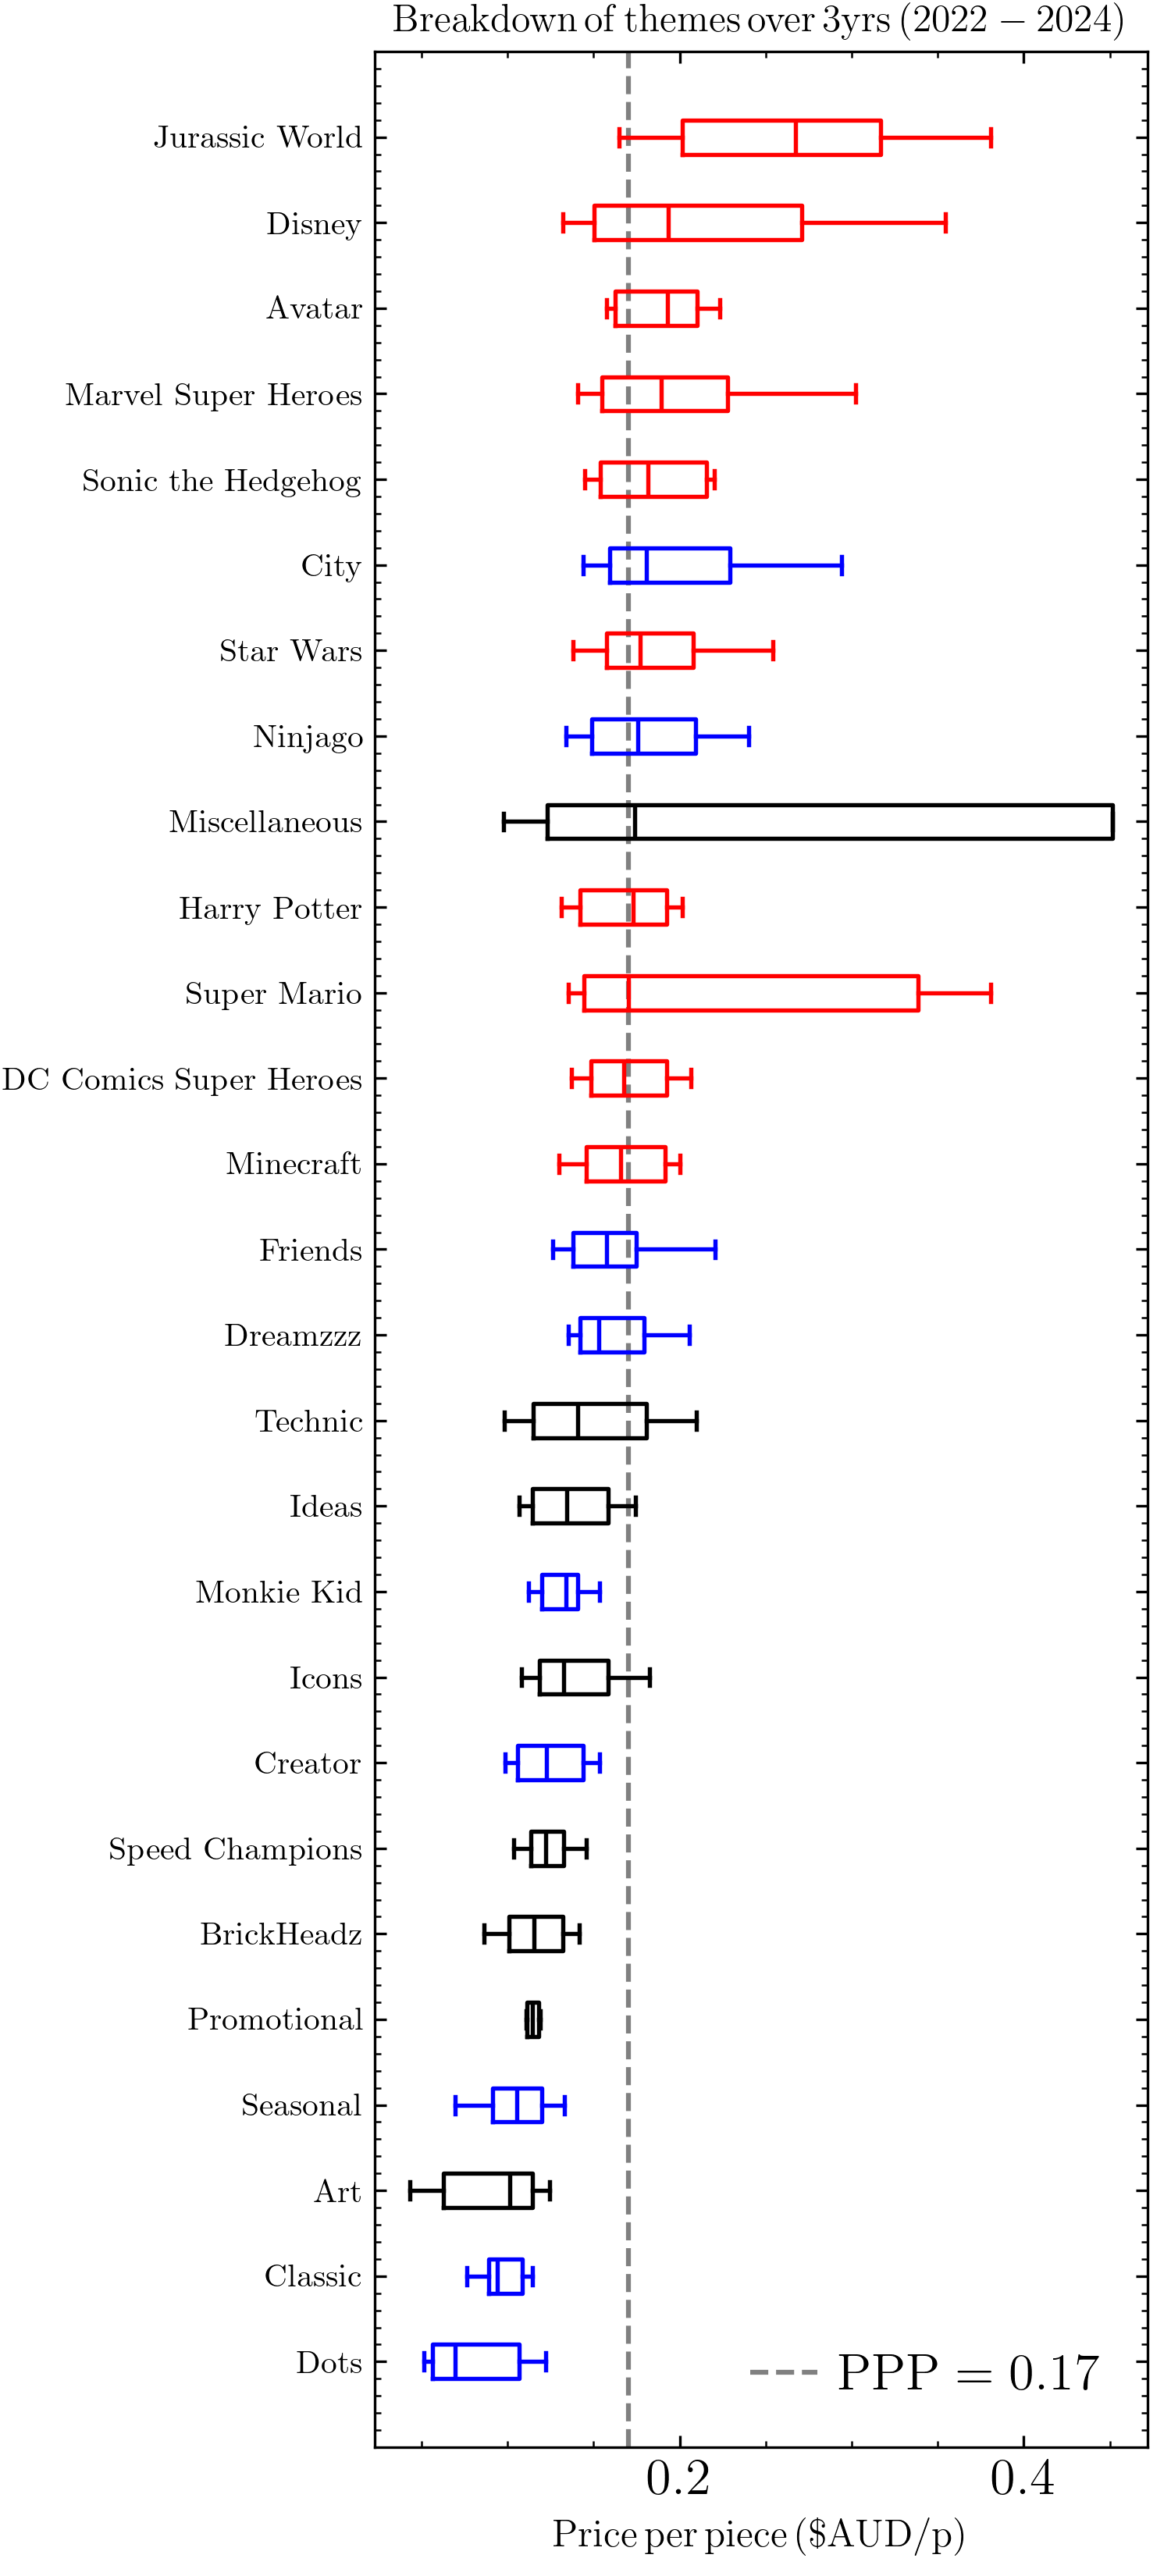 Breakdown of themes over 3yrs (2022 − 2024)
Jurassic World
Disney
Avatar
Marvel Super Heroes
Sonic the Hedgehog
City
Star Wars
Ninjago
Miscellaneous
Harry Potter
Super Mario
DC Comics Super Heroes
Minecraft
Friends
Dreamzzz
Technic
Ideas
Monkie Kid
Icons
Creator
Speed Champions
BrickHeadz
Promotional
Seasonal
Art
Classic
Dots
PPP = 0.17
0.2 0.4
Price per piece ($AUD/p)